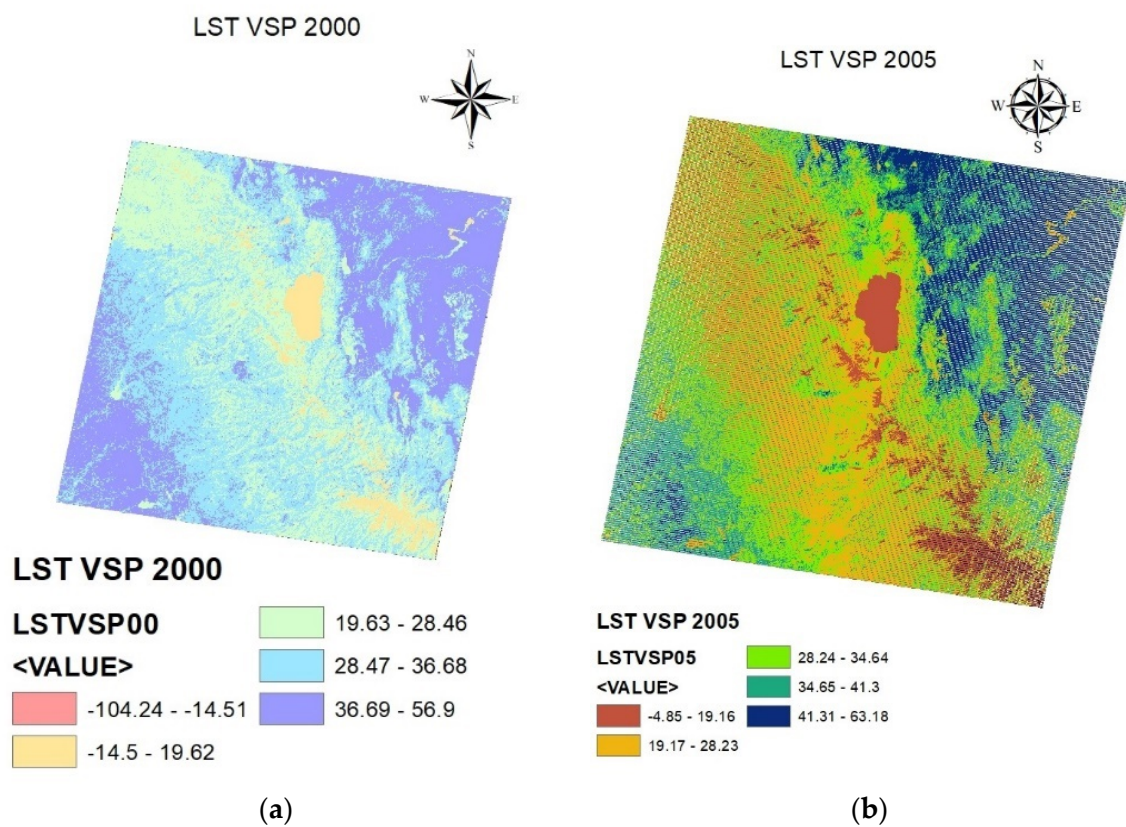 LST VSP 2000
N
W E
S
LST VSP 2000
LSTVSP00
<VALUE>
-104.24 - -14.51
-14.5 - 19.62
19.63 - 28.46
28.47 - 36.68
36.69 - 56.9
(a)
LST VSP 2005
N
W E
S
LST VSP 2005
LSTVSP05
<VALUE>
-4.85 - 19.16
19.17 - 28.23
28.24 - 34.64
34.65 - 41.3
41.31 - 63.18
(b)